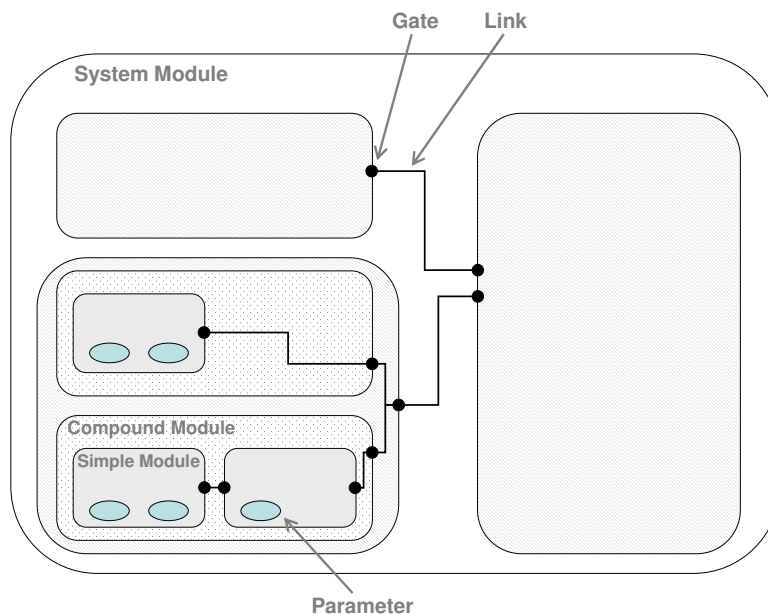 Gate
Link
System Module
Compound Module
Simple Module
Parameter